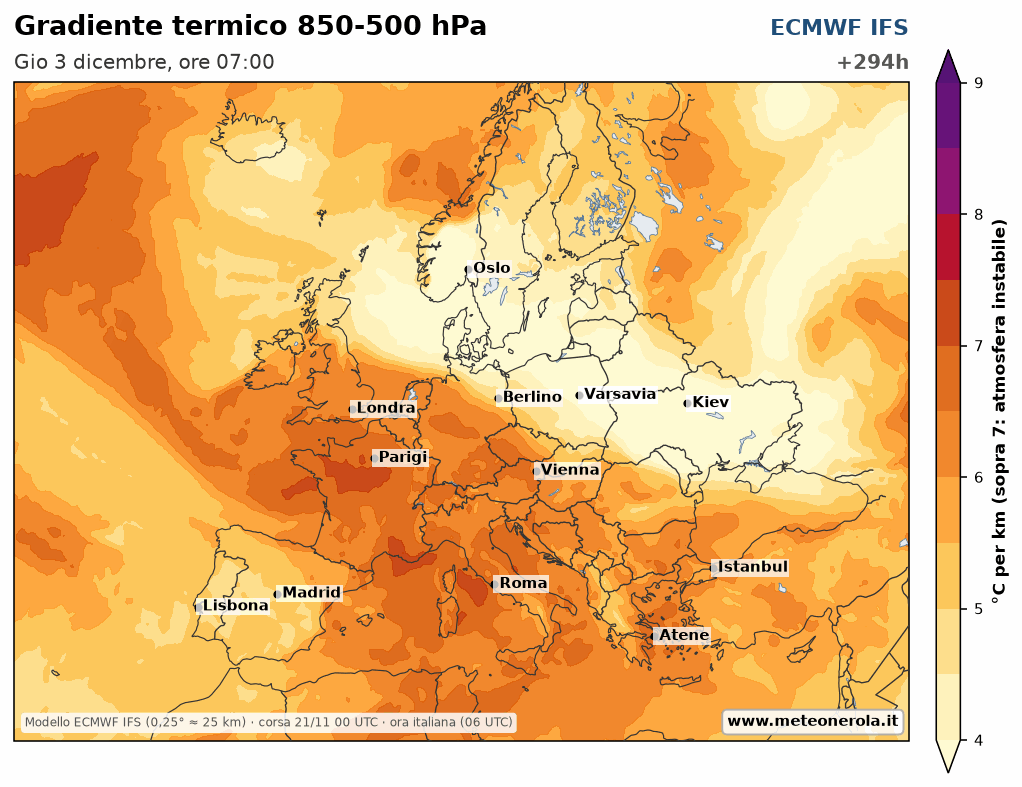 Gradiente termico 850-500 hPa
ECMWF IFS
Gio 3 dicembre, ore 07:00
+294h
Oslo
Berlino
Varsavia
Kiev
Londra
Parigi
Vienna
Istanbul
Madrid
Roma
Lisbona
Atene
Modello ECMWF IFS (0,25° ≈ 25 km) · corsa 21/11 00 UTC · ora italiana (06 UTC)
www.meteonerola.it
9
8
7
6
5
4
°C per km (sopra 7: atmosfera instabile)